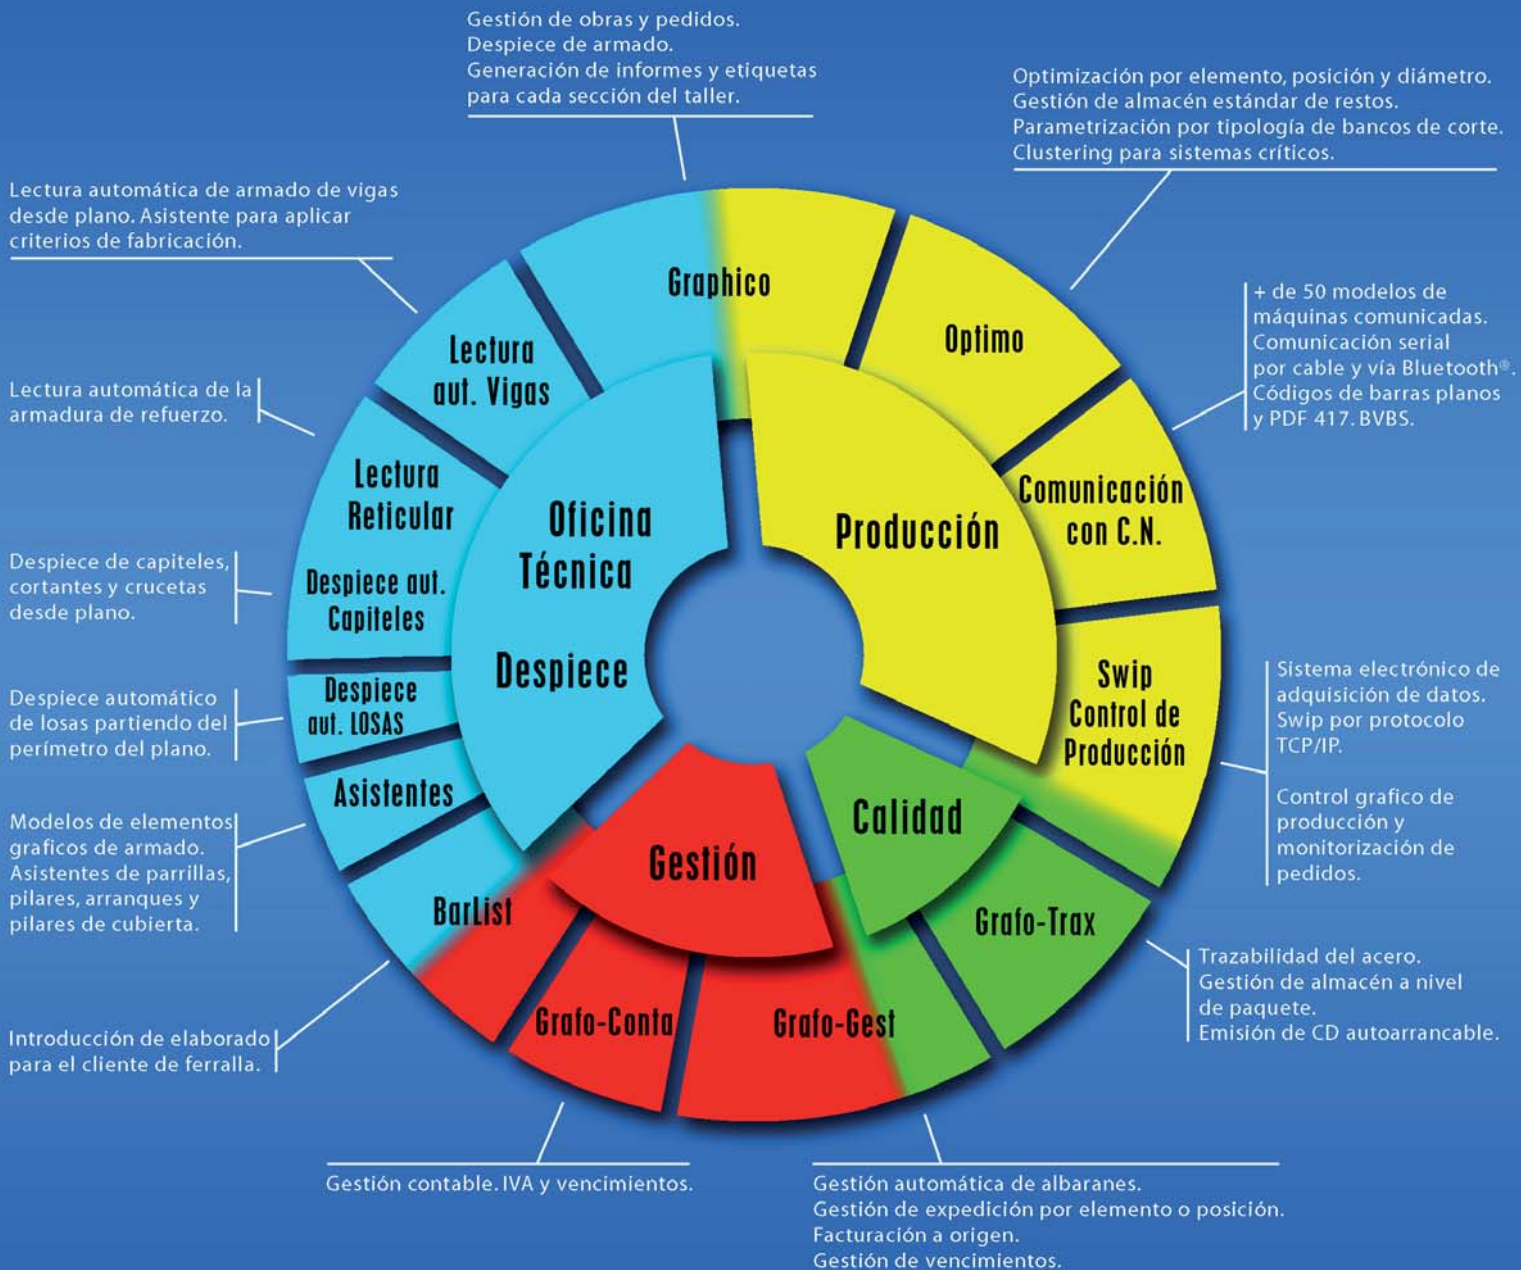 Gestión de obras y pedidos.
Despiece de armado.
Generación de informes y etiquetas
para cada sección del taller.
Optimización por elemento, posición y diámetro.
Gestión de almacén estándar de restos.
Parametrización por tipología de bancos de corte.
Clustering para sistemas críticos.
Lectura automática de armado de vigas
desde plano. Asistente para aplicar
criterios de fabricación.
+ de 50 modelos de
máquinas comunicadas.
Comunicación serial
por cable y vía Bluetooth®.
Códigos de barras planos
y PDF 417. BVBS.
Lectura automática de la
armadura de refuerzo.
Despiece de capiteles,
cortantes y crucetas
desde plano.
Despiece automático
de losas partiendo del
perímetro del plano.
Modelos de elementos
graficos de armado.
Asistentes de parrillas,
pilares, arranques y
pilares de cubierta.
Introducción de elaborado
para el cliente de ferralla.
Sistema electrónico de
adquisición de datos.
Swip por protocolo
TCP/IP.
Control grafico de
producción y
monitorización de
pedidos.
Trazabilidad del acero.
Gestión de almacén a nivel
de paquete.
Emisión de CD autoarrancable.
Gestión contable. IVA y vencimientos.
Gestión automática de albaranes.
Gestión de expedición por elemento o posición.
Facturación a origen.
Gestión de vencimientos.
Graphico
Optimo
Comunicación
con C.N.
Swip
Control de
Producción
Grafo-Trax
Grafo-Gest
Grafo-Conta
BarList
Asistentes
Despiece
aut. LOSAS
Despiece aut.
Capiteles
Lectura
Reticular
Lectura
aut. Vigas
Oficina
Técnica
Despiece
Producción
Calidad
Gestión